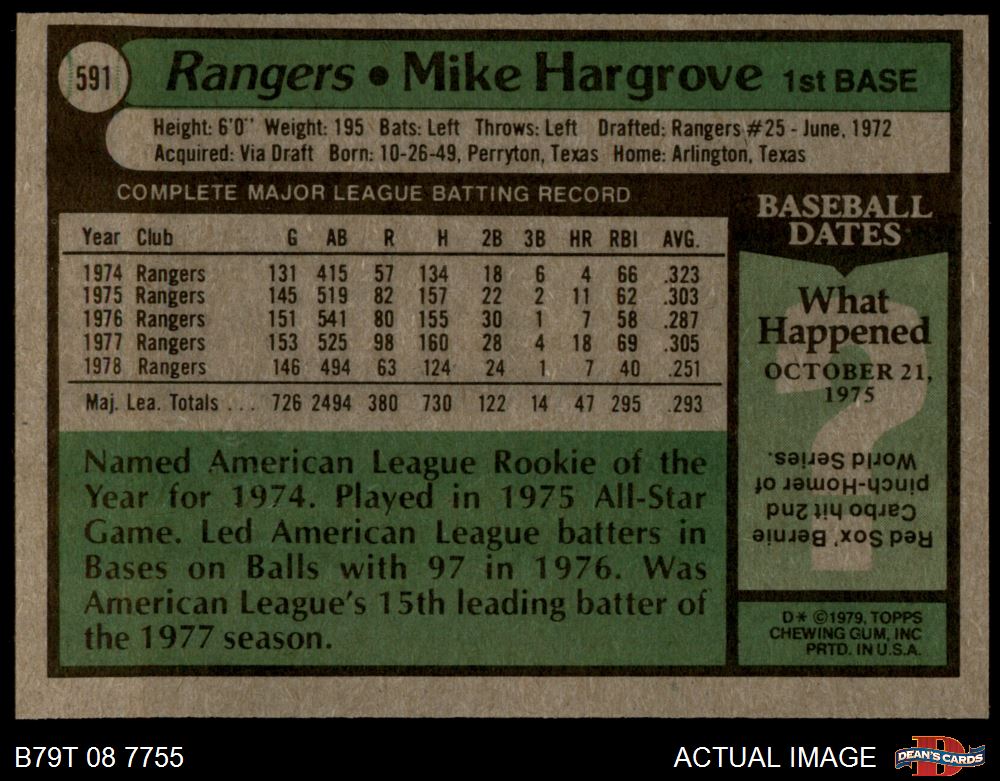 591 Rangers • Mike Hargrove 1st BASE
Height: 6'0" Weight: 195 Bats: Left Throws: Left Drafted: Rangers #25 - June, 1972
Acquired: Via Draft Born: 10-26-49, Perryton, Texas Home: Arlington, Texas
COMPLETE MAJOR LEAGUE BATTING RECORD
Year Club G AB R H 2B 3B HR RBI AVG.
1974 Rangers 131 415 57 134 18 6 4 66 .323
1975 Rangers 145 519 82 157 22 2 11 62 .303
1976 Rangers 151 541 80 155 30 1 7 58 .287
1977 Rangers 153 525 98 160 28 4 18 69 .305
1978 Rangers 146 494 63 124 24 1 7 40 .251
Maj. Lea. Totals ... 726 2494 380 730 122 14 47 295 .293
Named American League Rookie of the
Year for 1974. Played in 1975 All-Star
Game. Led American League batters in
Bases on Balls with 97 in 1976. Was
American League's 15th leading batter of
the 1977 season.
BASEBALL
DATES
What
Happened
OCTOBER 21,
1975
?
Red Sox' Bernie
Carbo hit 2nd
pinch-Homer of
World Series.
D* ©1979, TOPPS
CHEWING GUM, INC
PRTD. IN U.S.A.
B79T 08 7755
ACTUAL IMAGE
D
DEAN'S CARDS